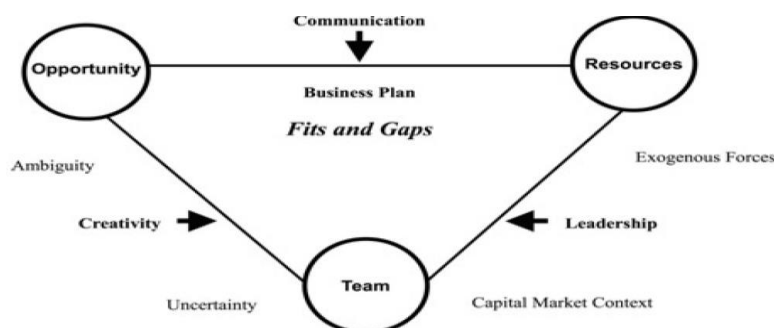 Communication
Opportunity
Resources
Business Plan
Fits and Gaps
Ambiguity
Exogenous Forces
Creativity
Leadership
Team
Uncertainty
Capital Market Context